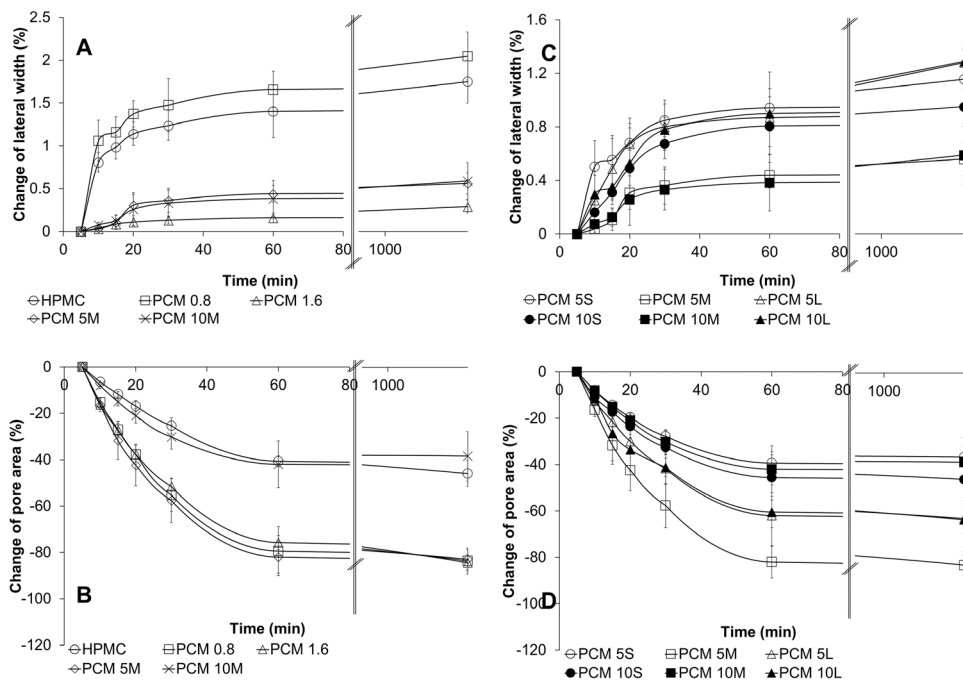 A
Change of lateral width (%)
2.5
2
1.5
1
0.5
0
0 20 40 60 80 1000
Time (min)
HPMC PCM 0.8 PCM 1.6
PCM 5M PCM 10M
C
Change of lateral width (%)
1.6
1.2
0.8
0.4
0
0 20 40 60 80 1000
Time (min)
PCM 5S PCM 5M PCM 5L
PCM 10S PCM 10M PCM 10L
B
Change of pore area (%)
0 20 40 60 80 1000
0
-20
-40
-60
-80
-100
-120
Time (min)
HPMC PCM 0.8 PCM 1.6
PCM 5M PCM 10M
D
Change of pore area (%)
0 20 40 60 80 1000
0
-20
-40
-60
-80
-100
-120
Time (min)
PCM 5S PCM 5M PCM 5L
PCM 10S PCM 10M PCM 10L